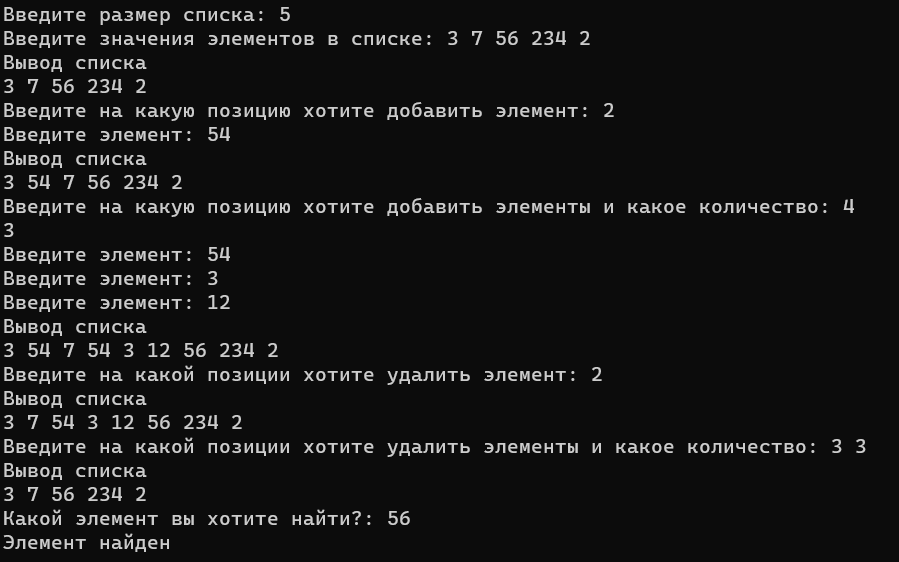 Введите размер списка: 5
Введите значения элементов в списке: 3 7 56 234 2
Вывод списка
3 7 56 234 2
Введите на какую позицию хотите добавить элемент: 2
Введите элемент: 54
Вывод списка
3 54 7 56 234 2
Введите на какую позицию хотите добавить элементы и какое количество: 4
3
Введите элемент: 54
Введите элемент: 3
Введите элемент: 12
Вывод списка
3 54 7 54 3 12 56 234 2
Введите на какой позиции хотите удалить элемент: 2
Вывод списка
3 7 54 3 12 56 234 2
Введите на какой позиции хотите удалить элементы и какое количество: 3 3
Вывод списка
3 7 56 234 2
Какой элемент вы хотите найти?: 56
Элемент найден